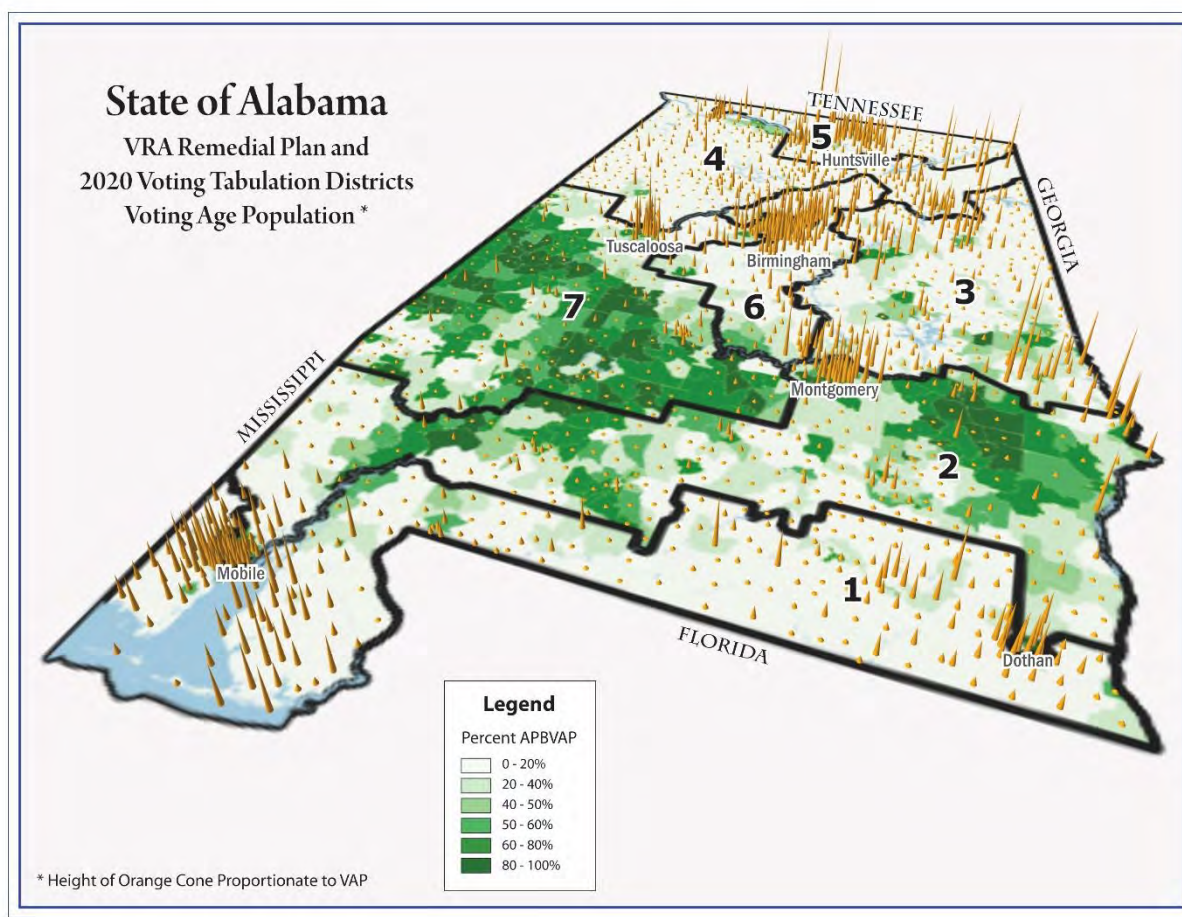 State of Alabama
VRA Remedial Plan and
2020 Voting Tabulation Districts
Voting Age Population *
TENNESSEE
5
Huntsville
4
GEORGIA
Tuscaloosa
Birmingham
3
7
6
MISSISSIPPI
Montgomery
2
Mobile
1
FLORIDA
Dothan
Legend
Percent APBVAP
0 - 20%
20 - 40%
40 - 50%
50 - 60%
60 - 80%
80 - 100%
* Height of Orange Cone Proportionate to VAP